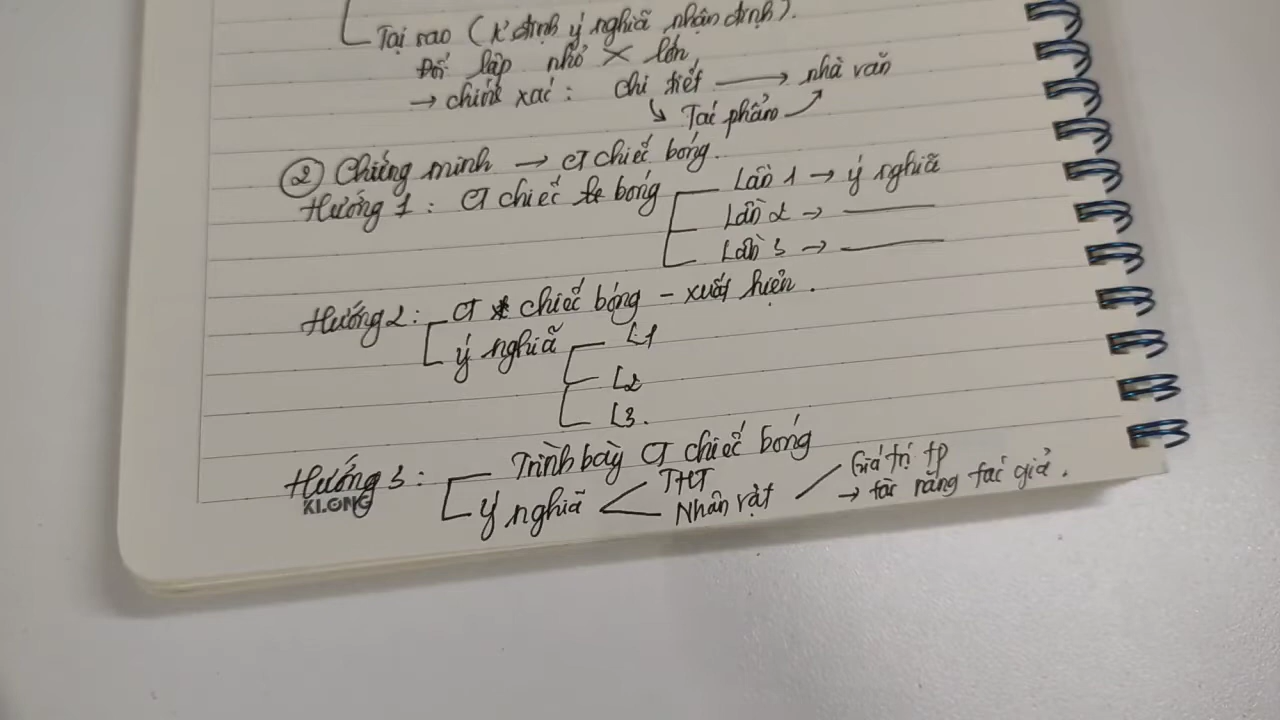 Tại sao (x' định ý nghĩa nhận định).
Đối lập nhỏ X lớn
→ chính xác : chi tiết → nhà văn
↳ Tác phẩm
② Chứng minh → CT chiếc bóng.
Hướng 1 : CT chiếc bóng
Lần 1 → ý nghĩa
Lần 2 →
Lần 3 →
Hướng 2 : CT chiếc bóng - xuất hiện .
ý nghĩa
L1
L2
L3.
Hướng 3 : Trình bày CT chiếc bóng
ý nghĩa
THT
Nhân vật
Giá trị tp
→ tài năng tác giả .
KLONG